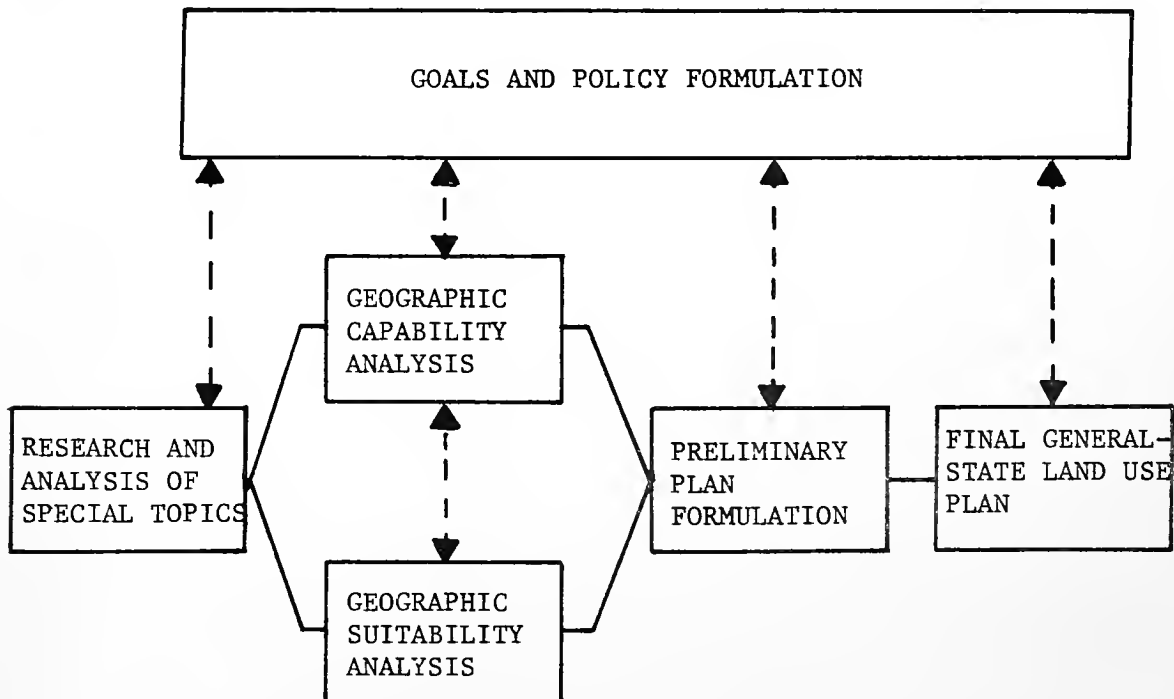 GOALS AND POLICY FORMULATION
GEOGRAPHIC
CAPABILITY
ANALYSIS
RESEARCH AND
ANALYSIS OF
SPECIAL TOPICS
PRELIMINARY
PLAN
FORMULATION
FINAL GENERAL-
STATE LAND USE
PLAN
GEOGRAPHIC
SUITABILITY
ANALYSIS